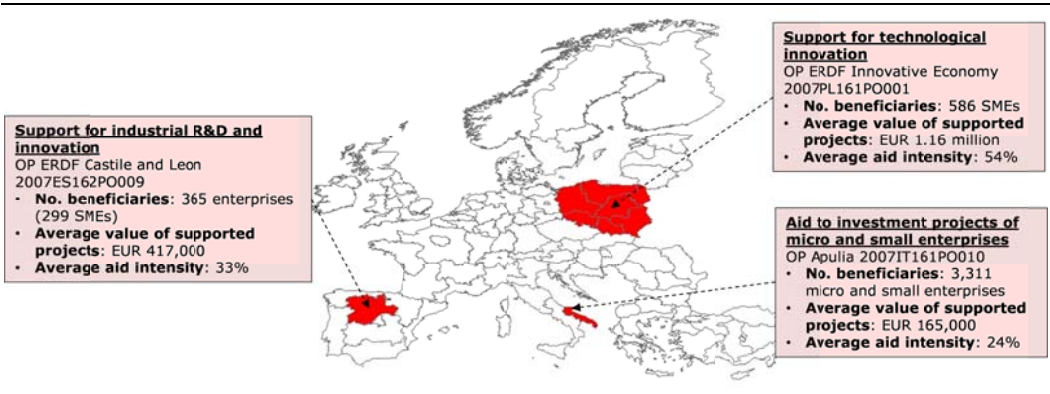 Support for technological
innovation
OP ERDF Innovative Economy
2007PL161PO001
• No. beneficiaries: 586 SMEs
• Average value of supported
projects: EUR 1.16 million
• Average aid intensity: 54%
Support for industrial R&D and
innovation
OP ERDF Castile and Leon
2007ES162PO009
• No. beneficiaries: 365 enterprises
(299 SMEs)
• Average value of supported
projects: EUR 417,000
• Average aid intensity: 33%
Aid to investment projects of
micro and small enterprises
OP Apulia 2007IT161PO010
• No. beneficiaries: 3,311
micro and small enterprises
• Average value of supported
projects: EUR 165,000
• Average aid intensity: 24%